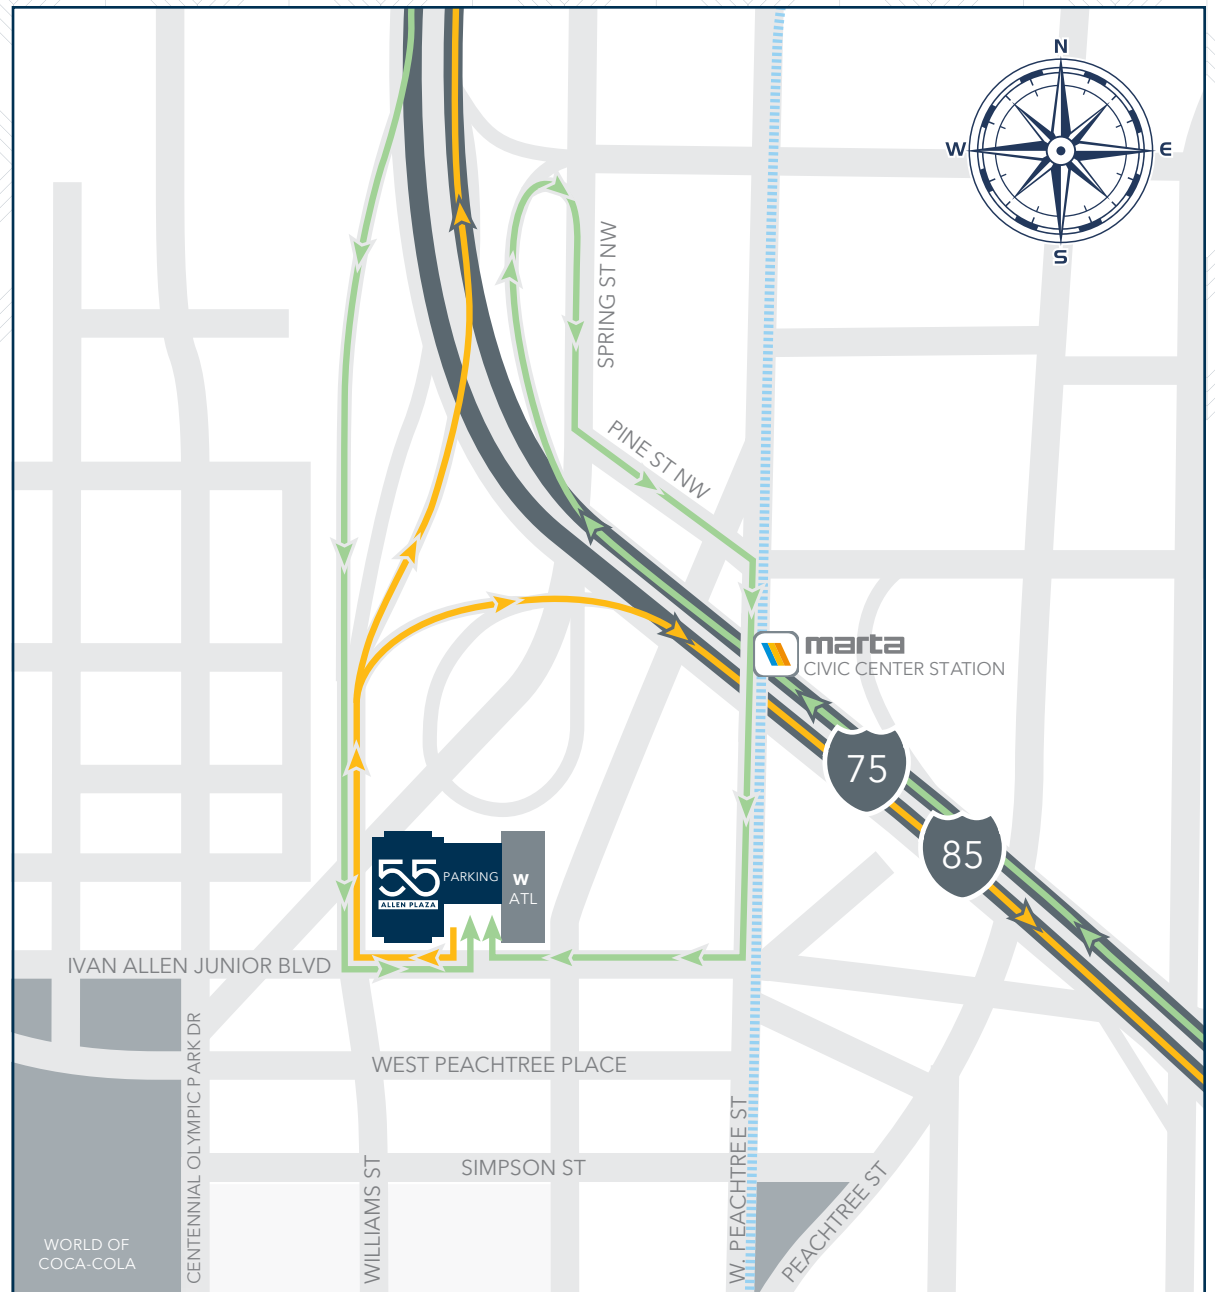 N
W
E
S
SPRING ST NW
PINE ST NW
marta
CIVIC CENTER STATION
75
85
55
ALLEN PLAZA
PARKING
W
ATL
IVAN ALLEN JUNIOR BLVD
CENTENNIAL OLYMPIC PARK DR
WEST PEACHTREE PLACE
WILLIAMS ST
SIMPSON ST
W. PEACHTREE ST
PEACHTREE ST
WORLD OF
COCA-COLA